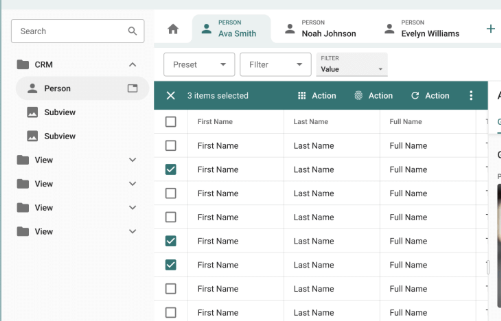 Search
CRM
Person
Subview
Subview
View
View
View
View
PERSON
Ava Smith
PERSON
Noah Johnson
PERSON
Evelyn Williams
Preset
Filter
FILTER
Value
3 items selected
Action
Action
Action
First Name Last Name Full Name
First Name Last Name Full Name
First Name Last Name Full Name
First Name Last Name Full Name
First Name Last Name Full Name
First Name Last Name Full Name
First Name Last Name Full Name
First Name Last Name Full Name
First Name Last Name Full Name